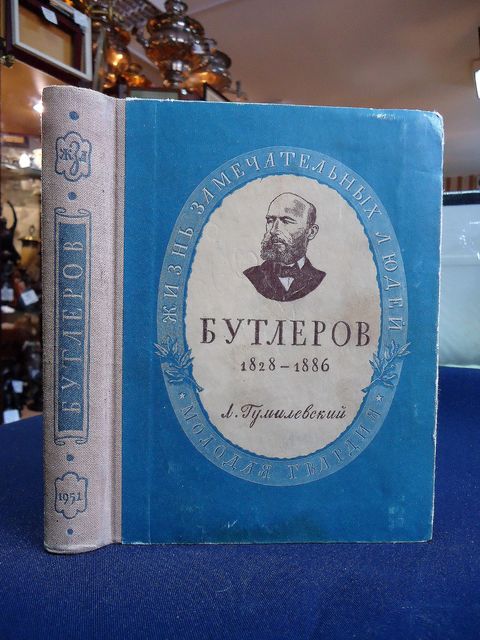 ЖЗЛ
БУТЛЕРОВ
1951
ЖИЗНЬ ЗАМЕЧАТЕЛЬНЫХ ЛЮДЕЙ
БУТЛЕРОВ
1828 – 1886
Л. Гумилевский
МОЛОДАЯ ГВАРДИЯ